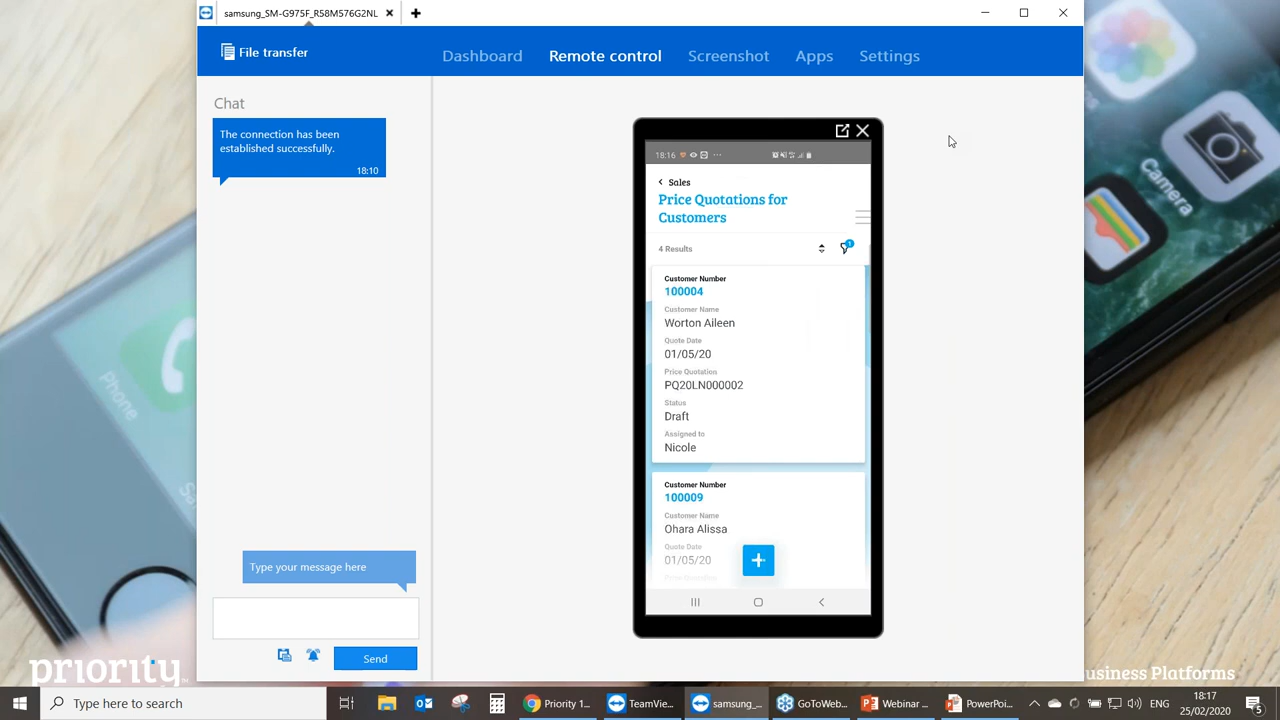 samsung_SM-G975F_R58M576G2NL
File transfer
Dashboard
Remote control
Screenshot
Apps
Settings
Chat
The connection has been
established successfully.
18:10
Type your message here
Send
18:16
Sales
Price Quotations for
Customers
4 Results
1
Customer Number
100004
Customer Name
Worton Aileen
Quote Date
01/05/20
Price Quotation
PQ20LN000002
Status
Draft
Assigned to
Nicole
Customer Number
100009
Customer Name
Ohara Alissa
Quote Date
01/05/20
Phone
Camera
priority
usiness Platforms
Type here to search
Priority 1...
TeamVie...
samsung_...
GoToWeb...
Webinar ...
PowerPoi...
ENG
18:17
25/02/2020
5